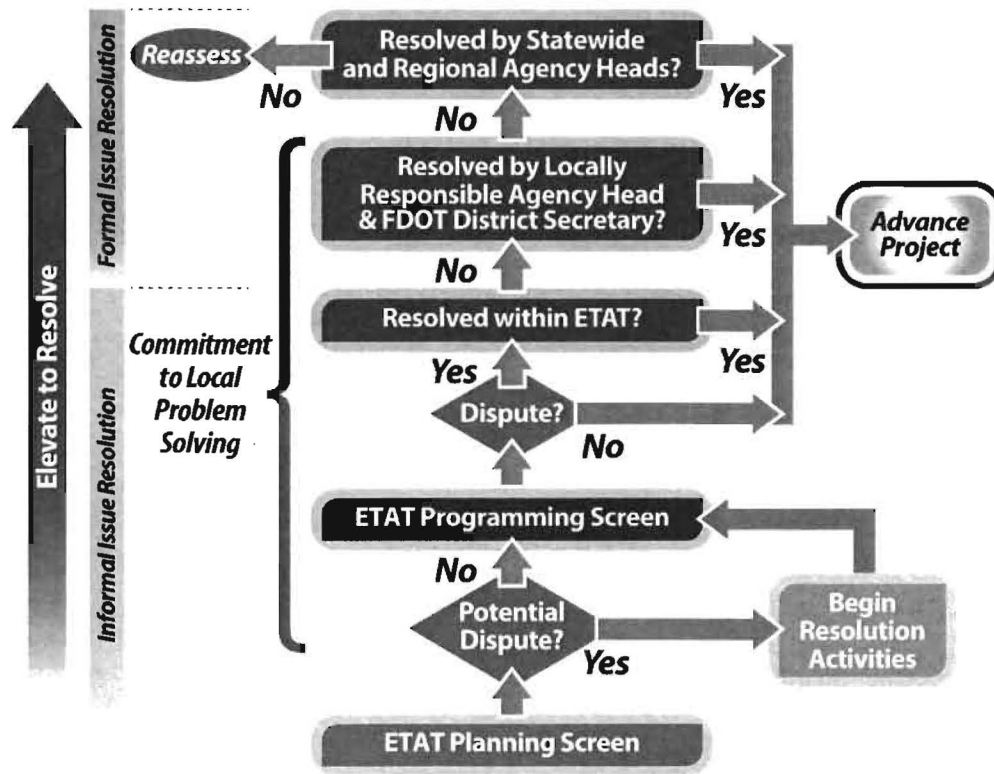 Reassess
Resolved by Statewide
and Regional Agency Heads?
No
Yes
No
Resolved by Locally
Responsible Agency Head
& FDOT District Secretary?
Yes
Advance
Project
No
Resolved within ETAT?
Yes
Yes
Dispute?
No
Commitment
to Local
Problem
Solving
ETAT Programming Screen
No
Potential
Dispute?
Yes
Begin
Resolution
Activities
ETAT Planning Screen
Elevate to Resolve
Formal Issue Resolution
Informal Issue Resolution